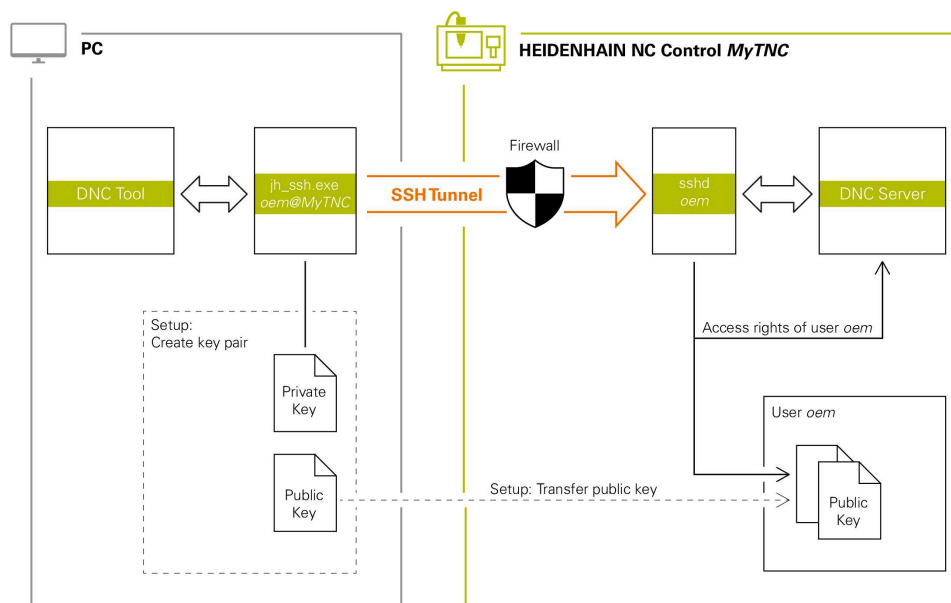 PC
HEIDENHAIN NC Control MyTNC
Firewall
DNC Tool
jh_ssh.exe
oem@MyTNC
SSH Tunnel
sshd
oem
DNC Server
Setup:
Create key pair
Access rights of user oem
Private
Key
User oem
Public
Key
Setup: Transfer public key
Public
Key